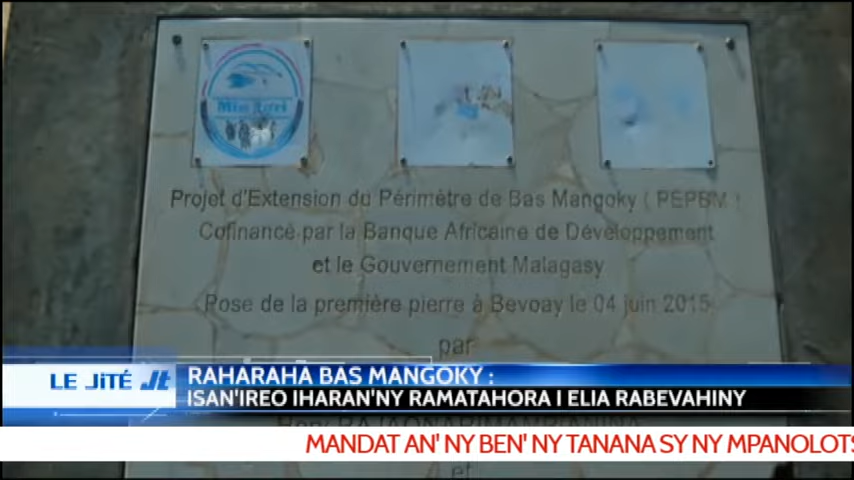 Projet d'Extension du Périmètre de Bas Mangoky ( PEPBM )
Cofinancé par la Banque Africaine de Développement
et le Gouvernement Malagasy
Pose de la première pierre à Bevoay le 04 juin 2015
par
LE JiTÉ Jt
RAHARAHA BAS MANGOKY :
ISAN'IREO IHARAN'NY RAMATAHORA I ELIA RABEVAHINY
MANDAT AN' NY BEN' NY TANANA SY NY MPANOLOTS
et